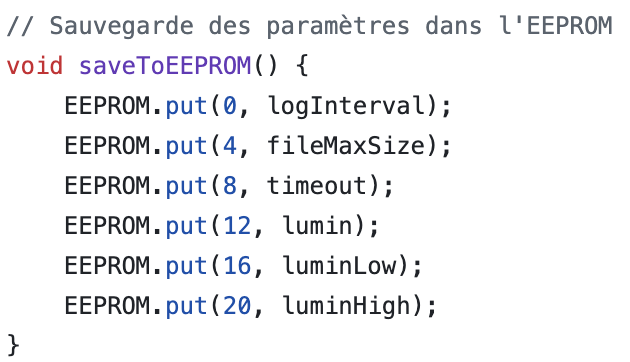 // Sauvegarde des paramètres dans l'EEPROM
void saveToEEPROM() {
    EEPROM.put(0, logInterval);
    EEPROM.put(4, fileMaxSize);
    EEPROM.put(8, timeout);
    EEPROM.put(12, lumin);
    EEPROM.put(16, luminLow);
    EEPROM.put(20, luminHigh);
}